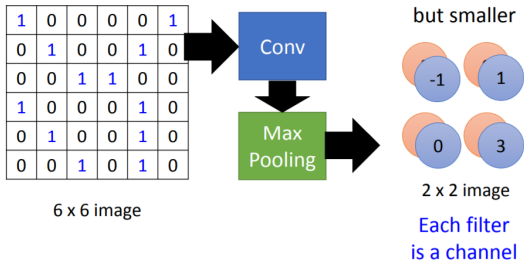 1 0 0 0 0 1
0 1 0 0 1 0
0 0 1 1 0 0
1 0 0 0 1 0
0 1 0 0 1 0
0 0 1 0 1 0
6 x 6 image
Conv
Max
Pooling
but smaller
-1 1
0 3
2 x 2 image
Each filter
is a channel